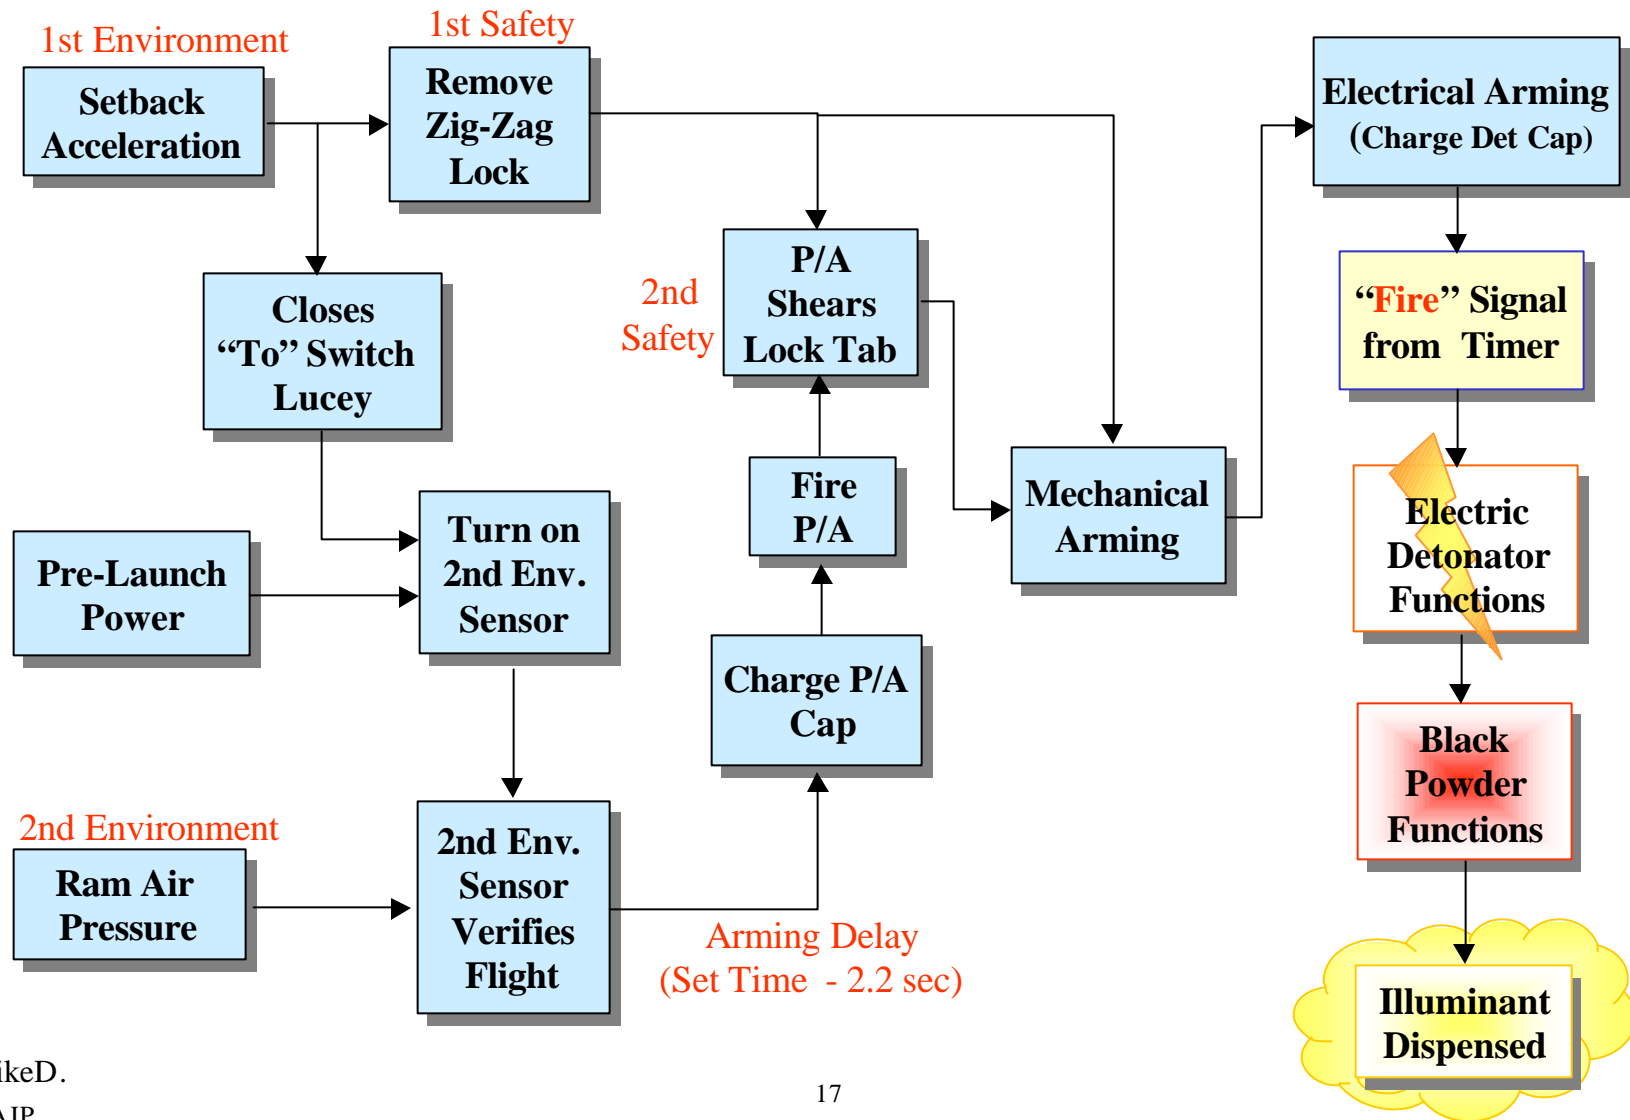 1st Environment
Setback
Acceleration
1st Safety
Remove
Zig-Zag
Lock
Closes
“To” Switch
Lucey
Pre-Launch
Power
Turn on
2nd Env.
Sensor
2nd Environment
Ram Air
Pressure
2nd Env.
Sensor
Verifies
Flight
Arming Delay
(Set Time - 2.2 sec)
Charge P/A
Cap
Fire
P/A
2nd
Safety
P/A
Shears
Lock Tab
Mechanical
Arming
Electrical Arming
(Charge Det Cap)
“Fire” Signal
from Timer
Electric
Detonator
Functions
Black
Powder
Functions
Illuminant
Dispensed
ikeD.
AIP
17